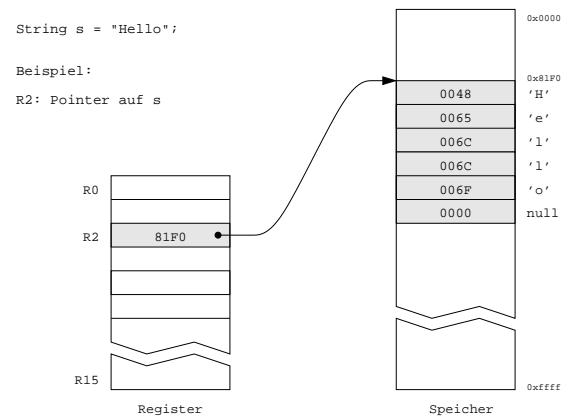 String s = "Hello";
Beispiel:
R2: Pointer auf s
0x0000
0x81F0
0048 'H'
0065 'e'
006C 'l'
006C 'l'
006F 'o'
0000 null
R0
R2 81F0
R15
0xffff
Register
Speicher